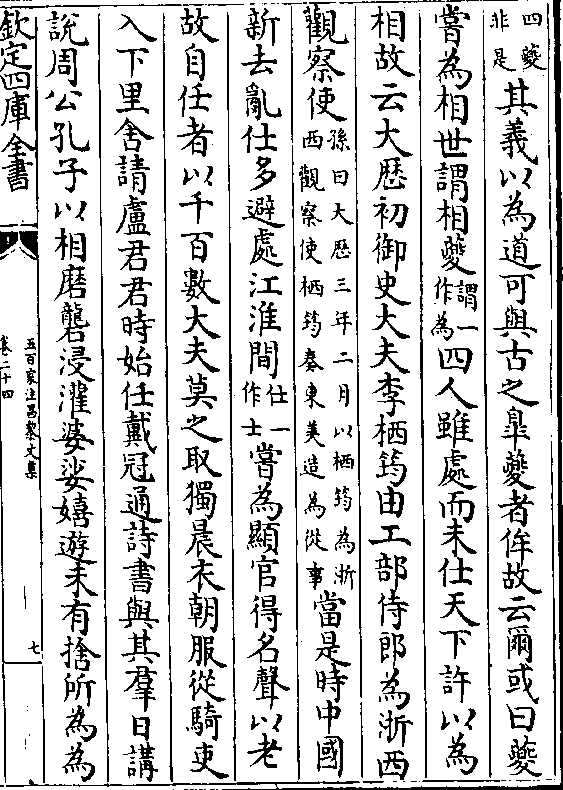 四夔
非是
其義以為道可與古之臯夔者侔故云爾或曰夔
嘗為相世謂相夔
謂一
作為
四人雖處而未仕天下許以為
相故云大歷初御史大夫李栖筠由工部侍郎為浙西
觀察使
孫曰大歷三年二月以栖筠為浙
西觀察使栖筠奏東美造為從事
當是時中國
新去亂仕多避處江淮間
仕一
作士
嘗為顯官得名聲以老
故自任者以千百數大夫莫之取獨晨衣朝服從騎吏
入下里舍請盧君君時始任戴冠通詩書與其羣日講
說周公孔子以相磨礲浸灌婆娑嬉遊未有捨所為為
欽定四庫全書
五百家注昌黎文集
卷二十四
七